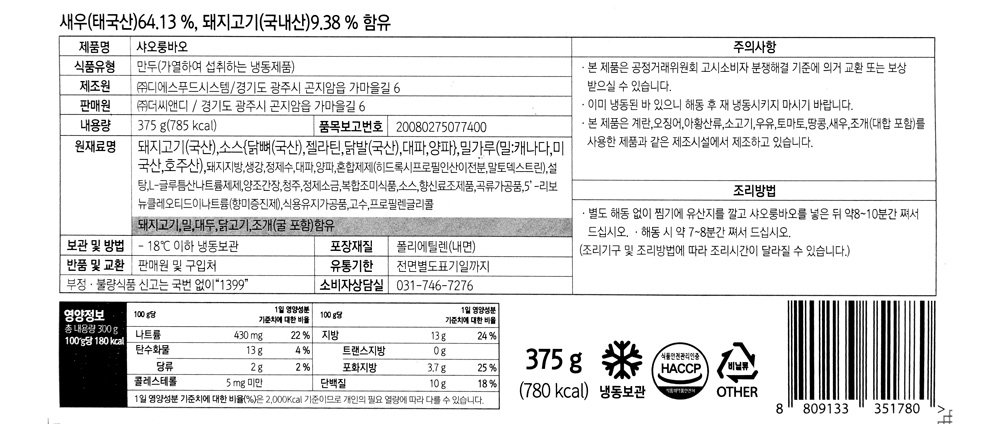 새우(태국산)64.13 %, 돼지고기(국내산)9.38 % 함유
제품명 샤오룽바오
식품유형 만두(가열하여 섭취하는 냉동제품)
제조원 ㈜디에스푸드시스템/경기도 광주시 곤지암읍 가마을길 6
판매원 ㈜더씨앤디 / 경기도 광주시 곤지암읍 가마을길 6
내용량 375 g(785 kcal) 품목보고번호 20080275077400
원재료명 돼지고기(국산),소스{닭뼈(국산),젤라틴,닭발(국산),대파,양파},밀가루(밀:캐나다,미
국산,호주산),돼지지방,생강,정제수,대파,양파,혼합제제(히드록시프로필인산이전분,말토덱스트린),설
탕,L-글루탐산나트륨제제,양조간장,청주,정제소금,복합조미식품,소스,향신료조제품,곡류가공품,5'-리보
뉴클레오티드이나트륨(향미증진제),식용유지가공품,고수,프로필렌글리콜
돼지고기,밀,대두,닭고기,조개(굴 포함)함유
보관 및 방법 - 18℃ 이하 냉동보관 포장재질 폴리에틸렌(내면)
반품 및 교환 판매원 및 구입처 유통기한 전면별도표기일까지
부정 · 불량식품 신고는 국번 없이"1399" 소비자상담실 031-746-7276
주의사항
· 본 제품은 공정거래위원회 고시소비자 분쟁해결 기준에 의거 교환 또는 보상
받으실 수 있습니다.
· 이미 냉동된 바 있으니 해동 후 재 냉동시키지 마시기 바랍니다.
· 본 제품은 계란,오징어,아황산류,소고기,우유,토마토,땅콩,새우,조개(대합 포함)를
사용한 제품과 같은 제조시설에서 제조하고 있습니다.
조리방법
· 별도 해동 없이 찜기에 유산지를 깔고 샤오룽바오를 넣은 뒤 약8~10분간 쪄서
드십시오. · 해동 시 약 7~8분간 쪄서 드십시오.
(조리기구 및 조리방법에 따라 조리시간이 달라질 수 있습니다.)
영양정보
총 내용량 300 g
100g당 180 kcal
100 g당 1일 영양성분 기준치에 대한 비율 100 g당 1일 영양성분 기준치에 대한 비율
나트륨 430 mg 22 % 지방 13 g 24 %
탄수화물 13 g 4 % 트랜스지방 0 g
당류 2 g 2 % 포화지방 3.7 g 25 %
콜레스테롤 5 mg 미만 단백질 10 g 18 %
1일 영양성분 기준치에 대한 비율(%)은 2,000Kcal 기준이므로 개인의 필요 열량에 따라 다를 수 있습니다.
375 g
(780 Kcal)
냉동보관
식품안전관리인증
HACCP
식품의약품안전처
비닐류
OTHER
8 809133 351780 >